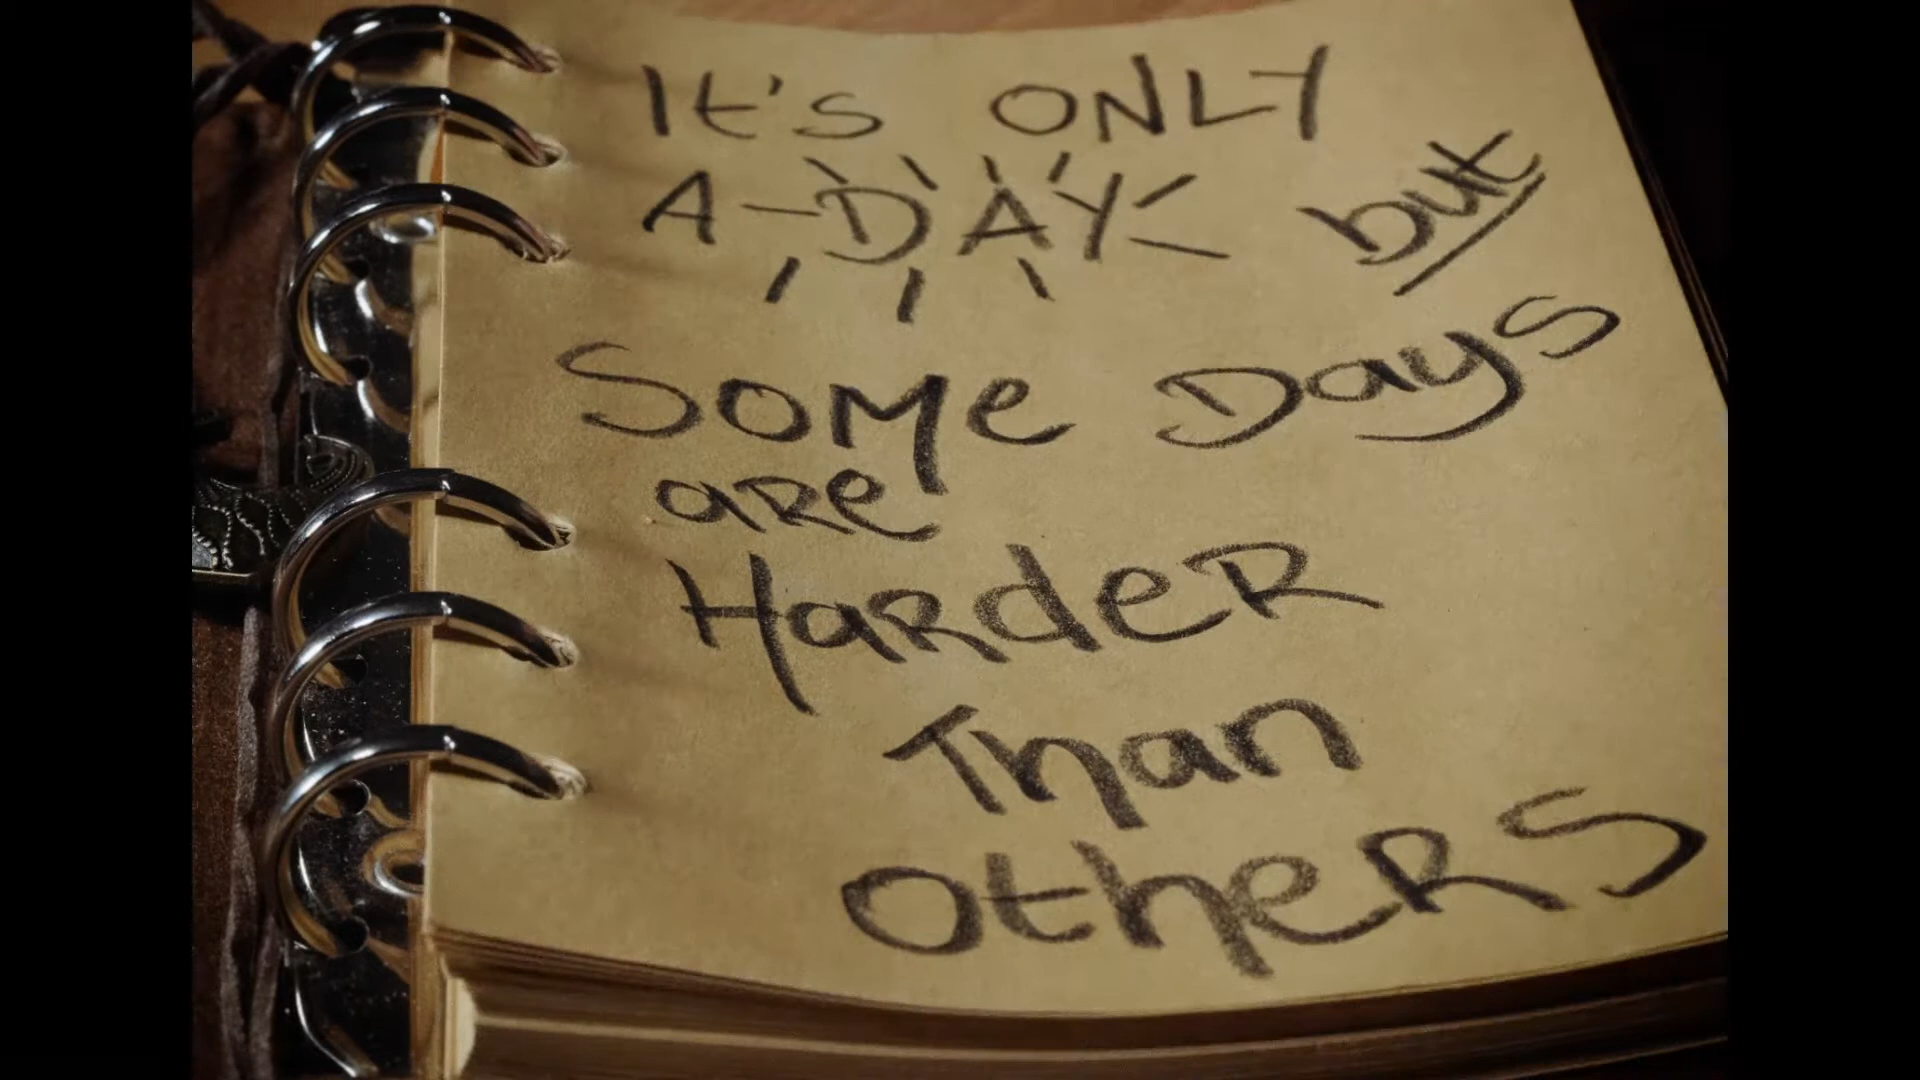 It's ONLY
A DAY but
Some Days
are
HardeR
Than
OtheRS